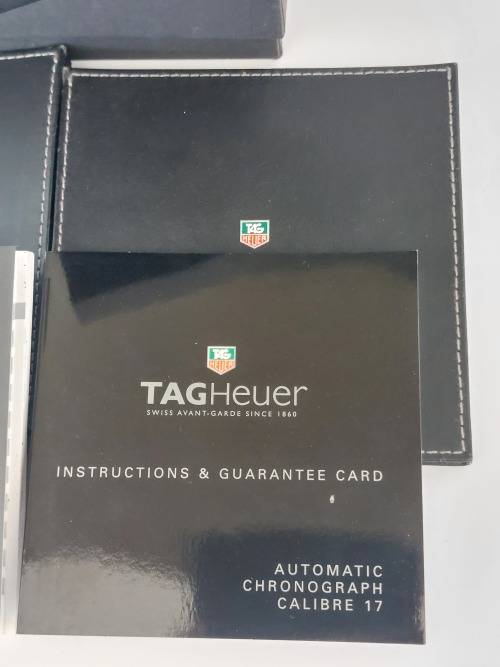 TAG
HEUER
TAG
HEUER
TAGHeuer
SWISS AVANT-GARDE SINCE 1860
INSTRUCTIONS & GUARANTEE CARD
AUTOMATIC
CHRONOGRAPH
CALIBRE 17